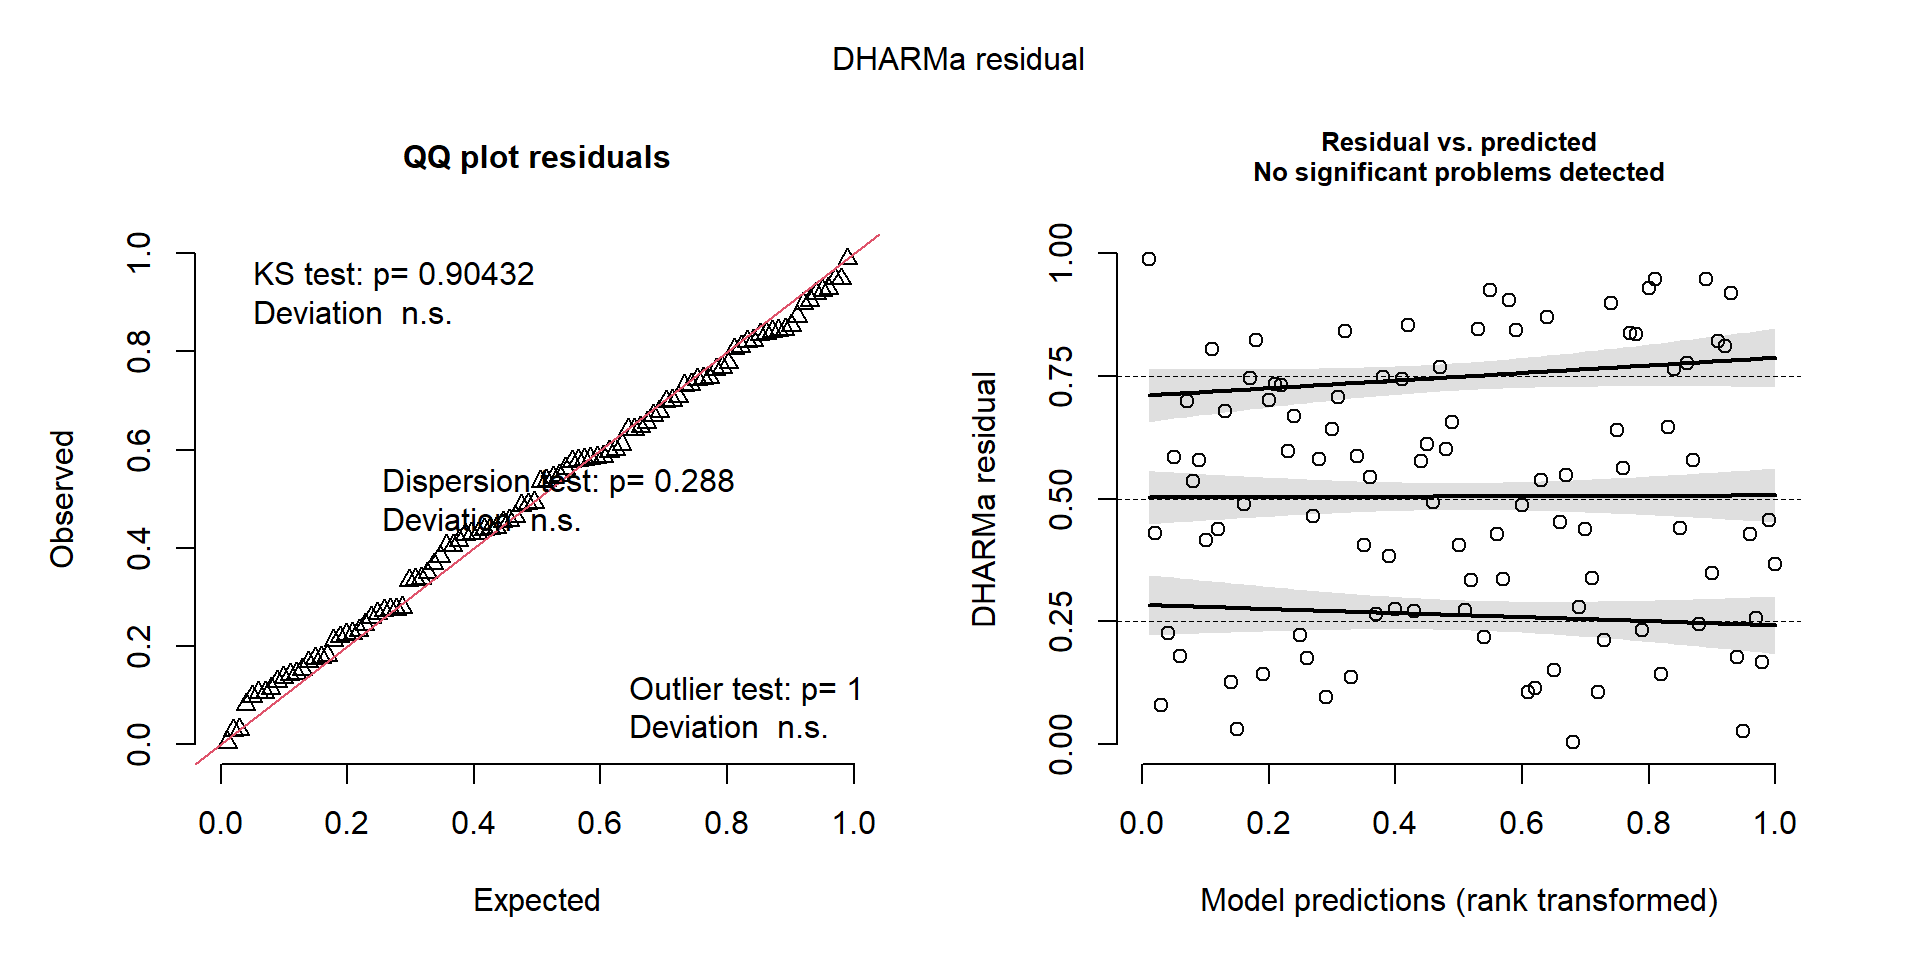 DHARMa residual
QQ plot residuals
KS test: p= 0.90432
Deviation  n.s.
Dispersion test: p= 0.288
Deviation  n.s.
Outlier test: p= 1
Deviation  n.s.
Observed
0.0 0.2 0.4 0.6 0.8 1.0
0.0 0.2 0.4 0.6 0.8 1.0
Expected
Residual vs. predicted
No significant problems detected
DHARMa residual
0.00 0.25 0.50 0.75 1.00
0.0 0.2 0.4 0.6 0.8 1.0
Model predictions (rank transformed)